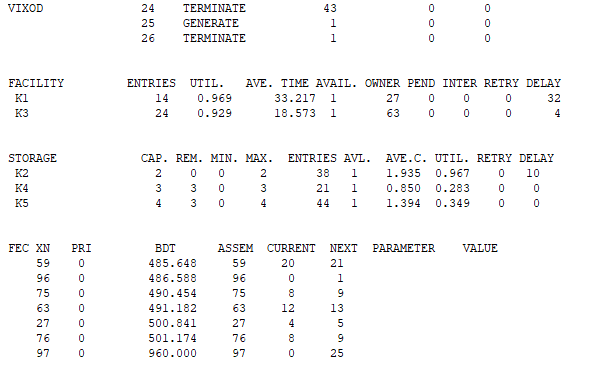 VIXOD 24 TERMINATE 43 0 0
25 GENERATE 1 0 0
26 TERMINATE 1 0 0
FACILITY ENTRIES UTIL. AVE. TIME AVAIL. OWNER PEND INTER RETRY DELAY
K1 14 0.969 33.217 1 27 0 0 0 32
K3 24 0.929 18.573 1 63 0 0 0 4
STORAGE CAP. REM. MIN. MAX. ENTRIES AVL. AVE.C. UTIL. RETRY DELAY
K2 2 0 0 2 38 1 1.935 0.967 0 10
K4 3 3 0 3 21 1 0.850 0.283 0 0
K5 4 3 0 4 44 1 1.394 0.349 0 0
FEC XN PRI BDT ASSEM CURRENT NEXT PARAMETER VALUE
59 0 485.648 59 20 21
96 0 486.588 96 0 1
75 0 490.454 75 8 9
63 0 491.182 63 12 13
27 0 500.841 27 4 5
76 0 501.174 76 8 9
97 0 960.000 97 0 25